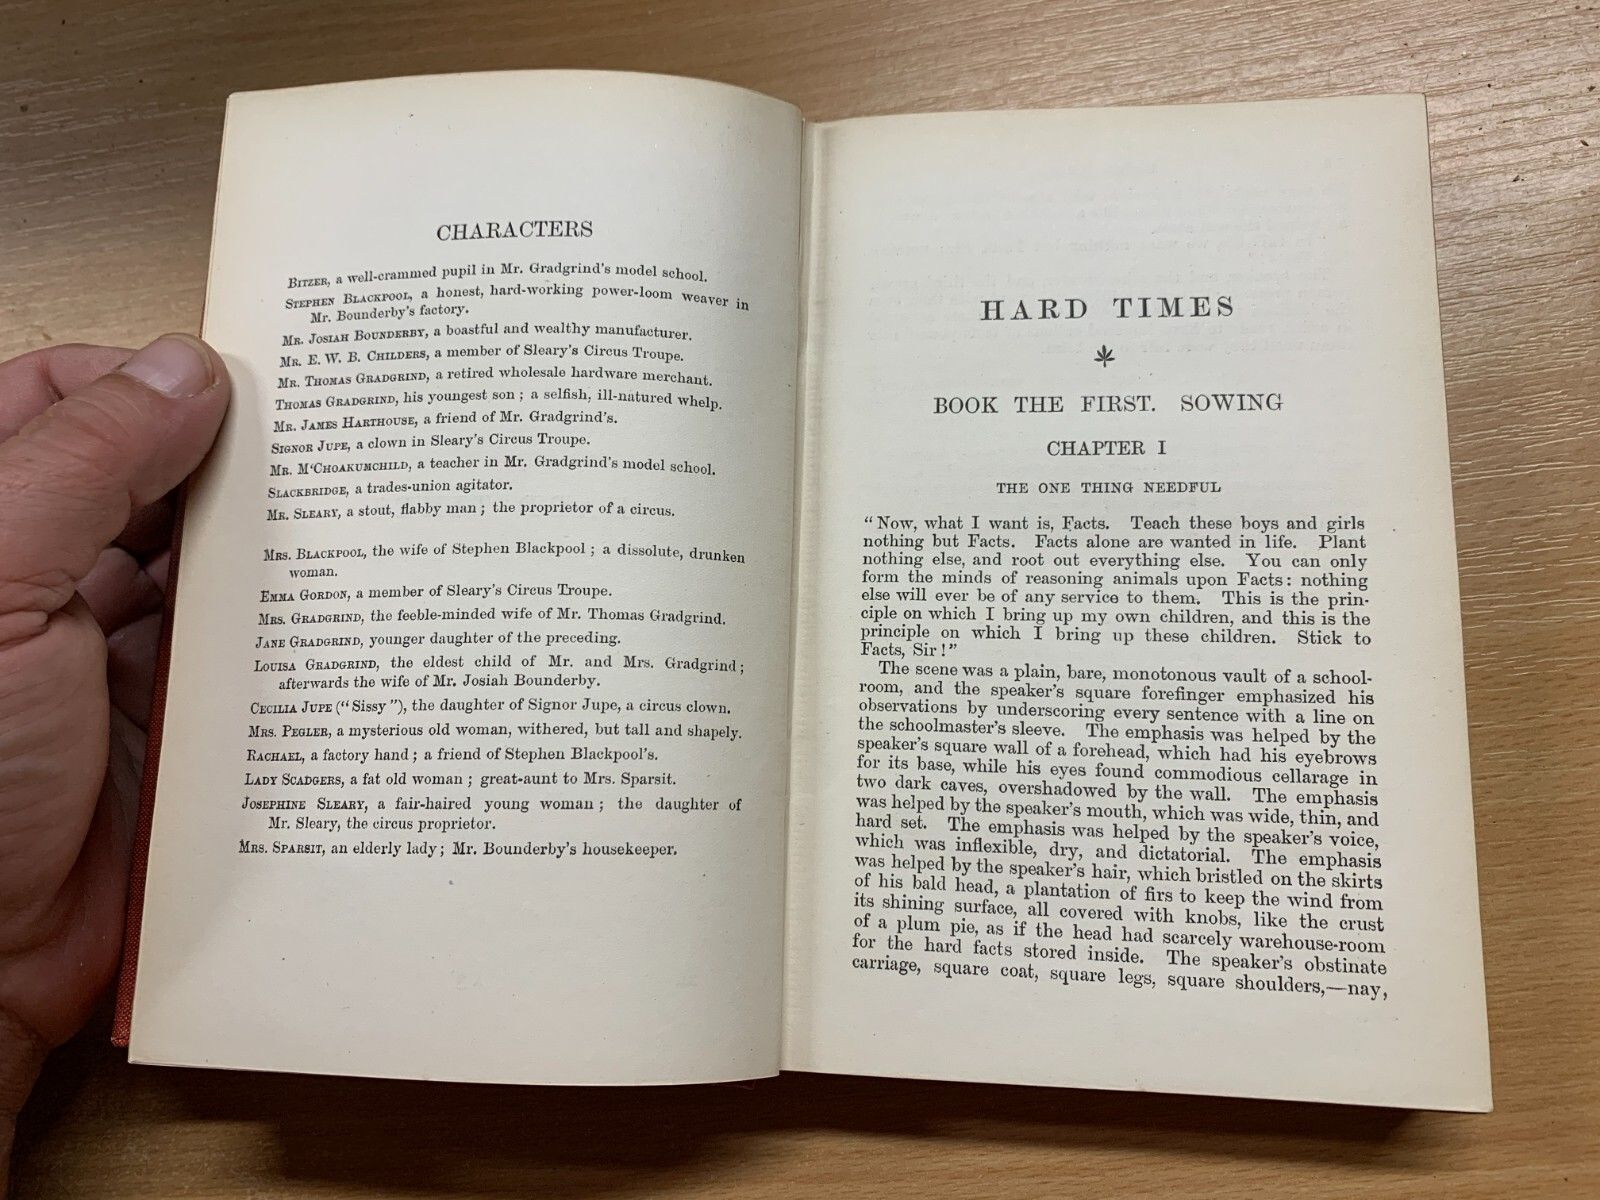 CHARACTERS
BITZER, a well-crammed pupil in Mr. Gradgrind's model school.
STEPHEN BLACKPOOL, a honest, hard-working power-loom weaver in
Mr. Bounderby's factory.
MR. JOSIAH BOUNDERBY, a boastful and wealthy manufacturer.
MR. E. W. B. CHILDERS, a member of Sleary's Circus Troupe.
MR. THOMAS GRADGRIND, a retired wholesale hardware merchant.
THOMAS GRADGRIND, his youngest son ; a selfish, ill-natured whelp.
MR. JAMES HARTHOUSE, a friend of Mr. Gradgrind's.
SIGNOR JUPE, a clown in Sleary's Circus Troupe.
MR. M'CHOAKUMCHILD, a teacher in Mr. Gradgrind's model school.
SLACKBRIDGE, a trades-union agitator.
MR. SLEARY, a stout, flabby man ; the proprietor of a circus.
MRS. BLACKPOOL, the wife of Stephen Blackpool ; a dissolute, drunken
woman.
EMMA GORDON, a member of Sleary's Circus Troupe.
MRS. GRADGRIND, the feeble-minded wife of Mr. Thomas Gradgrind.
JANE GRADGRIND, younger daughter of the preceding.
LOUISA GRADGRIND, the eldest child of Mr. and Mrs. Gradgrind ;
afterwards the wife of Mr. Josiah Bounderby.
CECILIA JUPE ("Sissy"), the daughter of Signor Jupe, a circus clown.
MRS. PEGLER, a mysterious old woman, withered, but tall and shapely.
RACHAEL, a factory hand ; a friend of Stephen Blackpool's.
LADY SCADGERS, a fat old woman ; great-aunt to Mrs. Sparsit.
JOSEPHINE SLEARY, a fair-haired young woman ; the daughter of
Mr. Sleary, the circus proprietor.
MRS. SPARSIT, an elderly lady ; Mr. Bounderby's housekeeper.
HARD TIMES
BOOK THE FIRST. SOWING
CHAPTER I
THE ONE THING NEEDFUL
"Now, what I want is, Facts. Teach these boys and girls
nothing but Facts. Facts alone are wanted in life. Plant
nothing else, and root out everything else. You can only
form the minds of reasoning animals upon Facts: nothing
else will ever be of any service to them. This is the prin-
ciple on which I bring up my own children, and this is the
principle on which I bring up these children. Stick to
Facts, Sir!"
The scene was a plain, bare, monotonous vault of a school-
room, and the speaker's square forefinger emphasized his
observations by underscoring every sentence with a line on
the schoolmaster's sleeve. The emphasis was helped by the
speaker's square wall of a forehead, which had his eyebrows
for its base, while his eyes found commodious cellarage in
two dark caves, overshadowed by the wall. The emphasis
was helped by the speaker's mouth, which was wide, thin, and
hard set. The emphasis was helped by the speaker's voice,
which was inflexible, dry, and dictatorial. The emphasis
was helped by the speaker's hair, which bristled on the skirts
of his bald head, a plantation of firs to keep the wind from
its shining surface, all covered with knobs, like the crust
of a plum pie, as if the head had scarcely warehouse-room
for the hard facts stored inside. The speaker's obstinate
carriage, square coat, square legs, square shoulders,—nay,